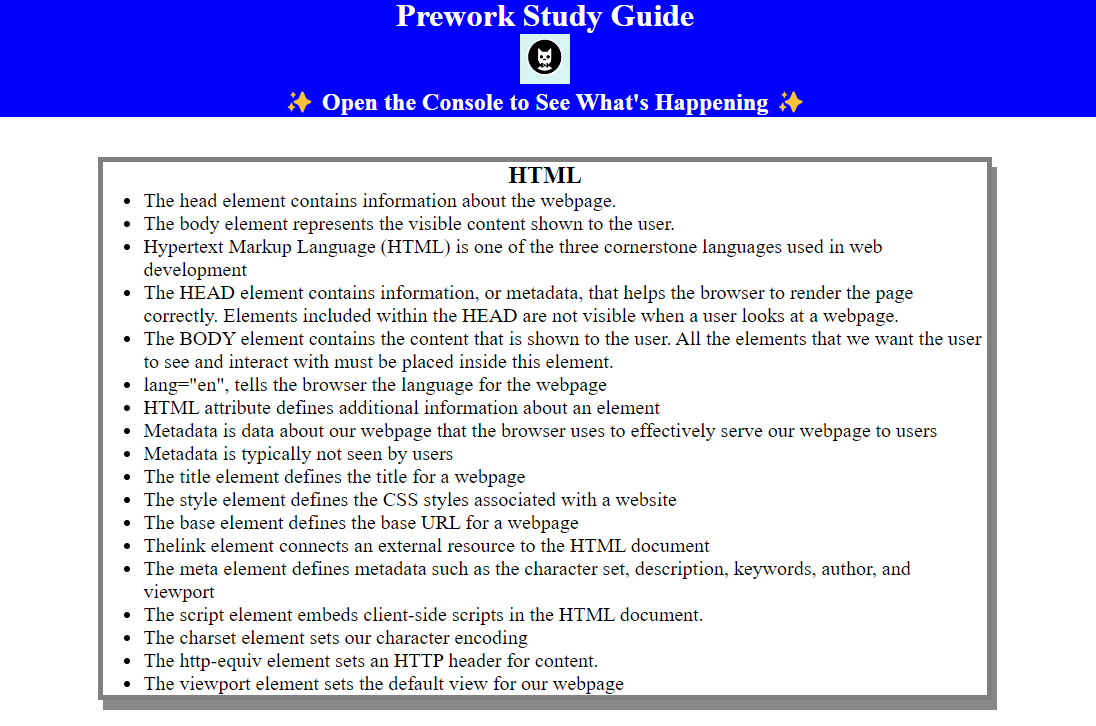 Prework Study Guide
✨ Open the Console to See What's Happening ✨
HTML
• The head element contains information about the webpage.
• The body element represents the visible content shown to the user.
• Hypertext Markup Language (HTML) is one of the three cornerstone languages used in web
development
• The HEAD element contains information, or metadata, that helps the browser to render the page
correctly. Elements included within the HEAD are not visible when a user looks at a webpage.
• The BODY element contains the content that is shown to the user. All the elements that we want the user
to see and interact with must be placed inside this element.
• lang="en", tells the browser the language for the webpage
• HTML attribute defines additional information about an element
• Metadata is data about our webpage that the browser uses to effectively serve our webpage to users
• Metadata is typically not seen by users
• The title element defines the title for a webpage
• The style element defines the CSS styles associated with a website
• The base element defines the base URL for a webpage
• Thelink element connects an external resource to the HTML document
• The meta element defines metadata such as the character set, description, keywords, author, and
viewport
• The script element embeds client-side scripts in the HTML document.
• The charset element sets our character encoding
• The http-equiv element sets an HTTP header for content.
• The viewport element sets the default view for our webpage